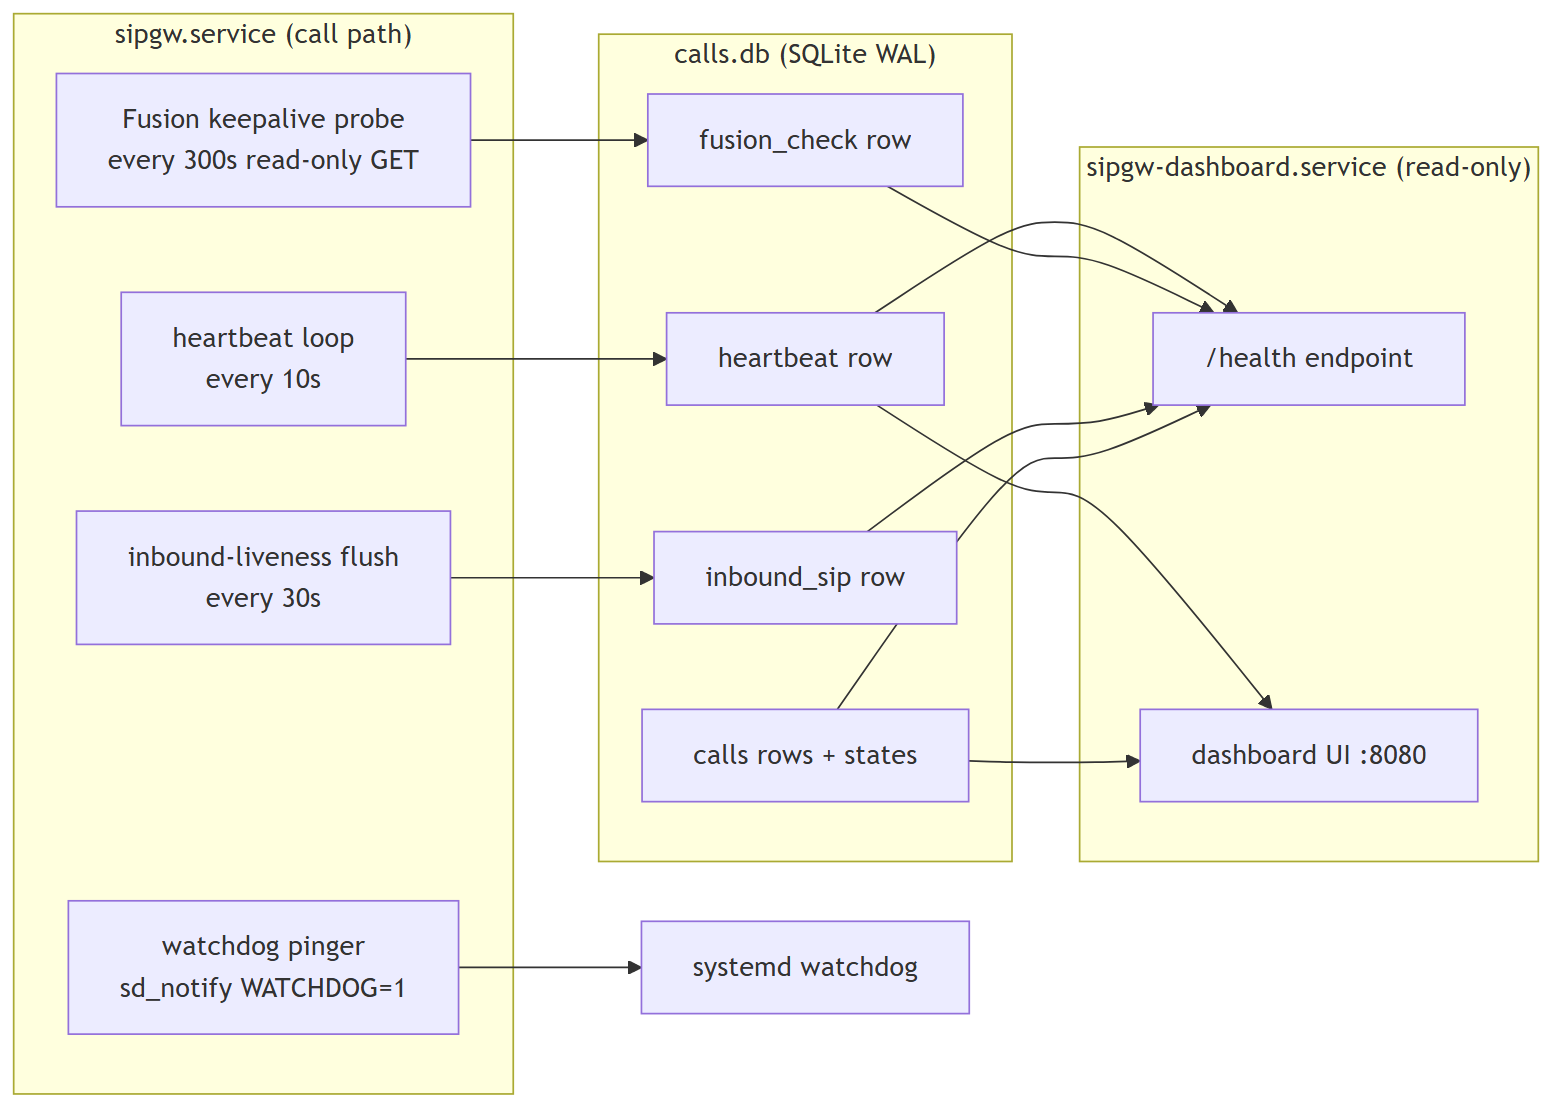 sipgw.service (call path)
Fusion keepalive probe
every 300s read-only GET
heartbeat loop
every 10s
inbound-liveness flush
every 30s
watchdog pinger
sd_notify WATCHDOG=1
calls.db (SQLite WAL)
fusion_check row
heartbeat row
inbound_sip row
calls rows + states
systemd watchdog
sipgw-dashboard.service (read-only)
/health endpoint
dashboard UI :8080